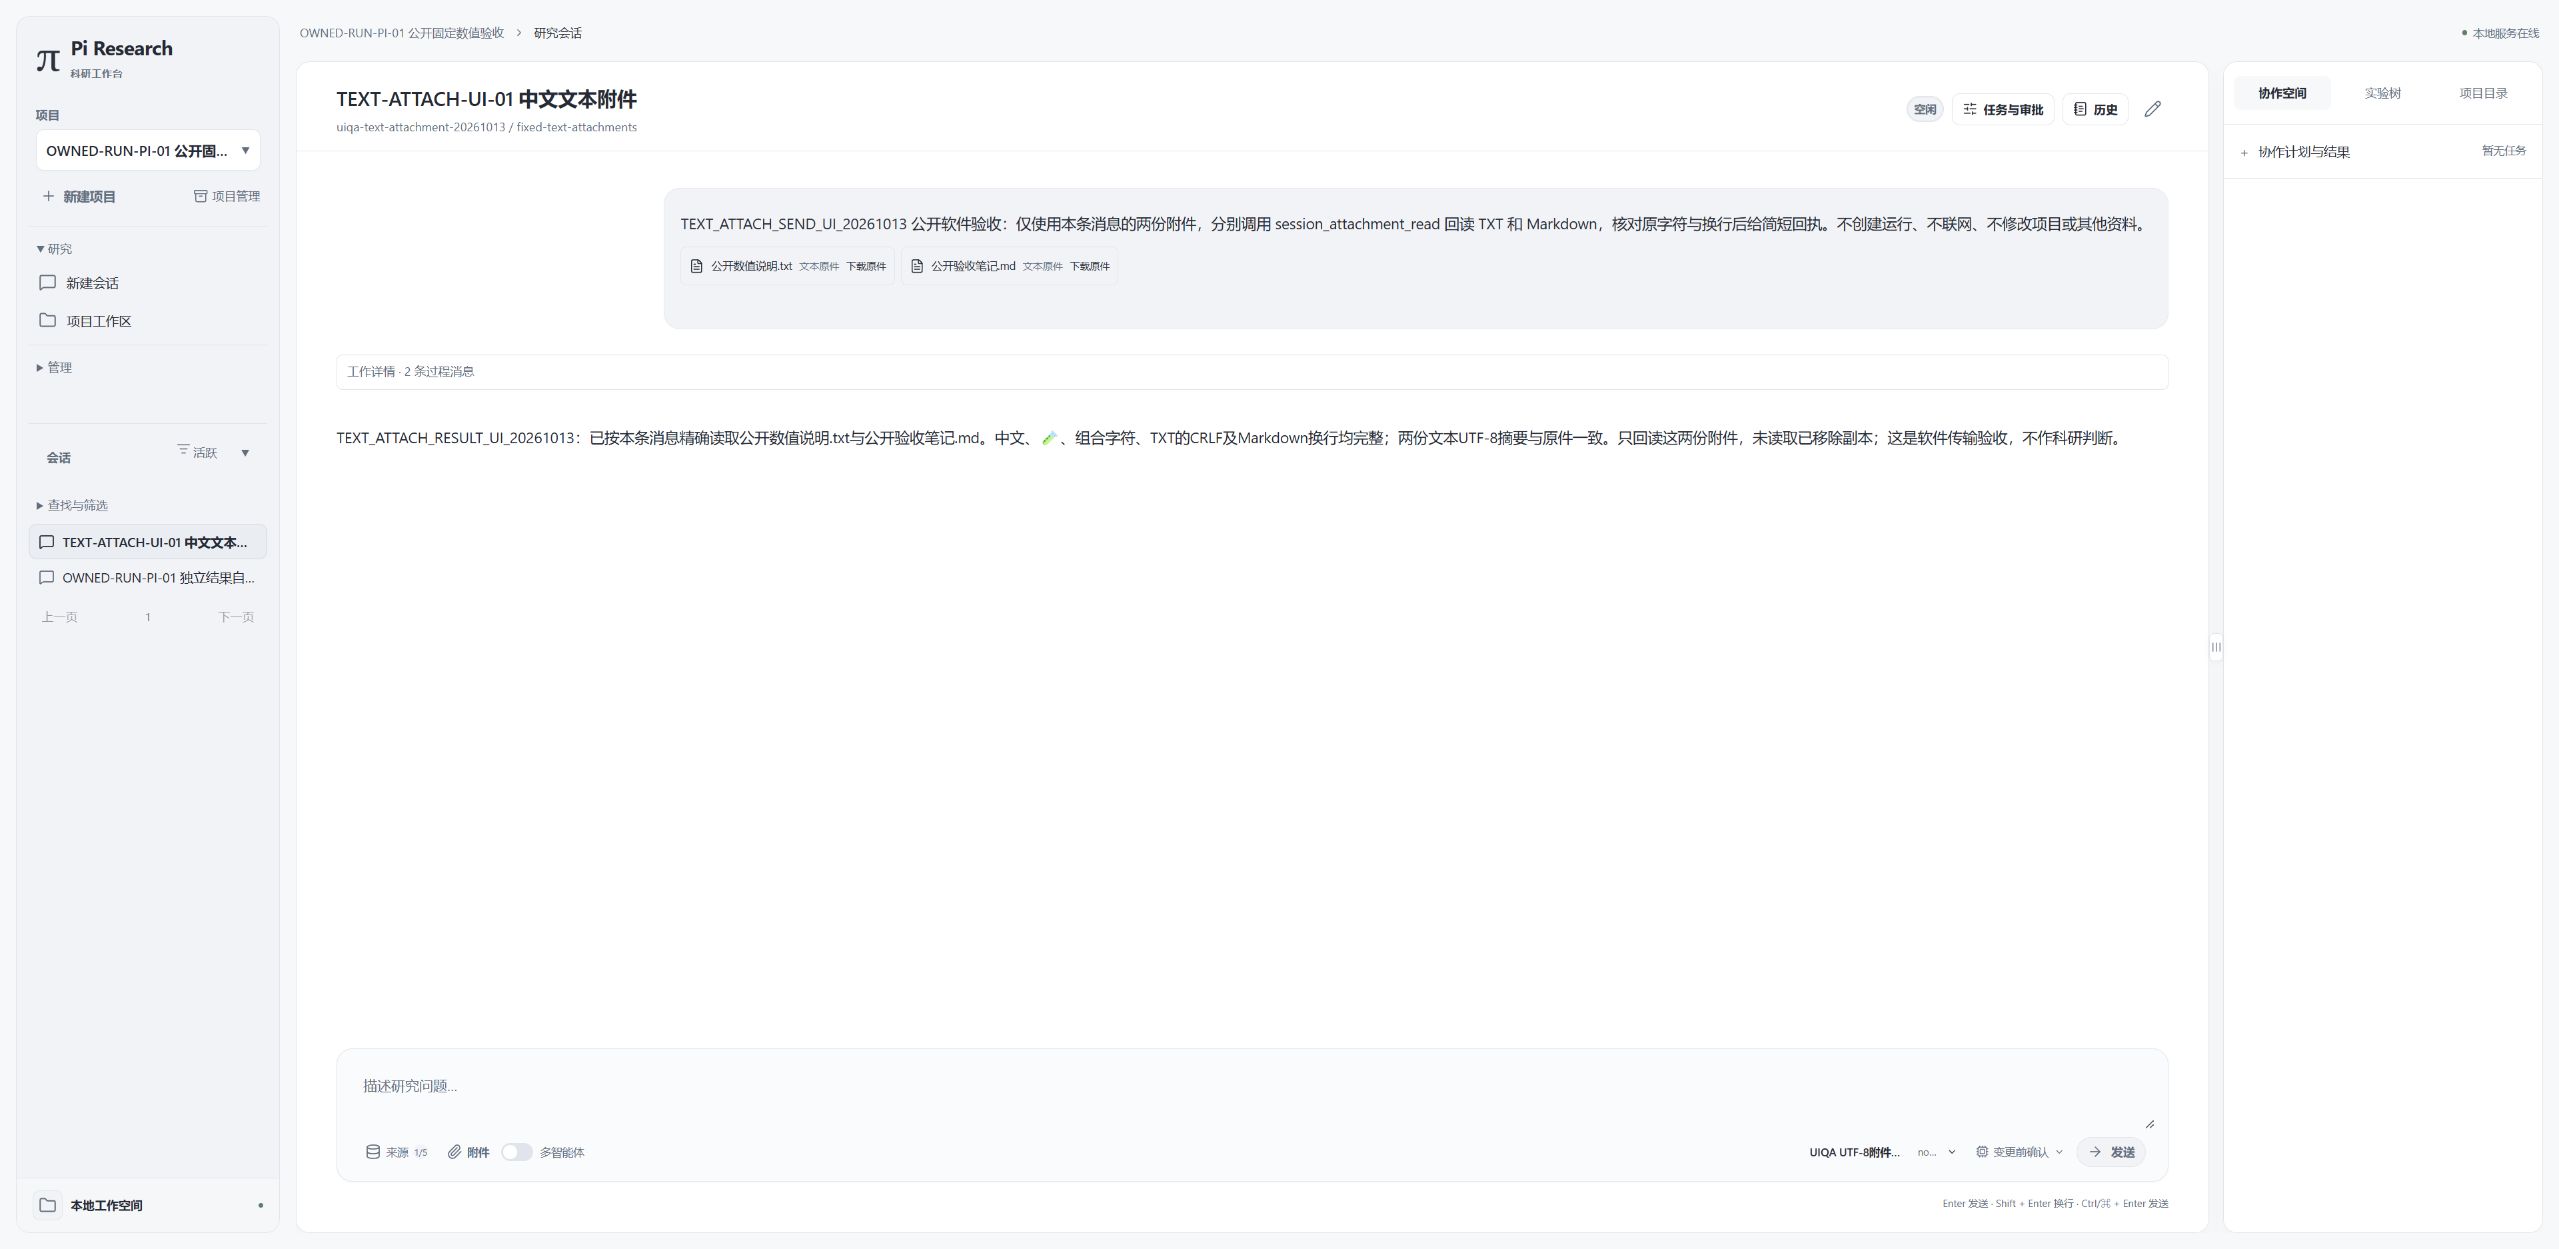 Pi Research
科研工作台
项目
OWNED-RUN-PI-01 公开固...
新建项目
项目管理
研究
新建会话
项目工作区
管理
会话
活跃
查找与筛选
TEXT-ATTACH-UI-01 中文文本...
OWNED-RUN-PI-01 独立结果自...
上一页 1 下一页
本地工作空间
OWNED-RUN-PI-01 公开固定数值验收 › 研究会话
本地服务在线
TEXT-ATTACH-UI-01 中文文本附件
uiqa-text-attachment-20261013 / fixed-text-attachments
空闲
任务与审批
历史
TEXT_ATTACH_SEND_UI_20261013 公开软件验收：仅使用本条消息的两份附件，分别调用 session_attachment_read 回读 TXT 和 Markdown，核对原字符与换行后给简短回执。不创建运行、不联网、不修改项目或其他资料。
公开数值说明.txt 文本原件 下载原件
公开验收笔记.md 文本原件 下载原件
工作详情 · 2 条过程消息
TEXT_ATTACH_RESULT_UI_20261013：已按本条消息精确读取公开数值说明.txt与公开验收笔记.md。中文、🧪、组合字符、TXT的CRLF及Markdown换行均完整；两份文本UTF-8摘要与原件一致。只回读这两份附件，未读取已移除副本；这是软件传输验收，不作科研判断。
描述研究问题...
来源 1/5
附件
多智能体
UIQA UTF-8附件...
no...
变更前确认
发送
Enter 发送 · Shift + Enter 换行 · Ctrl/⌘ + Enter 发送
协作空间
实验树
项目目录
+ 协作计划与结果
暂无任务